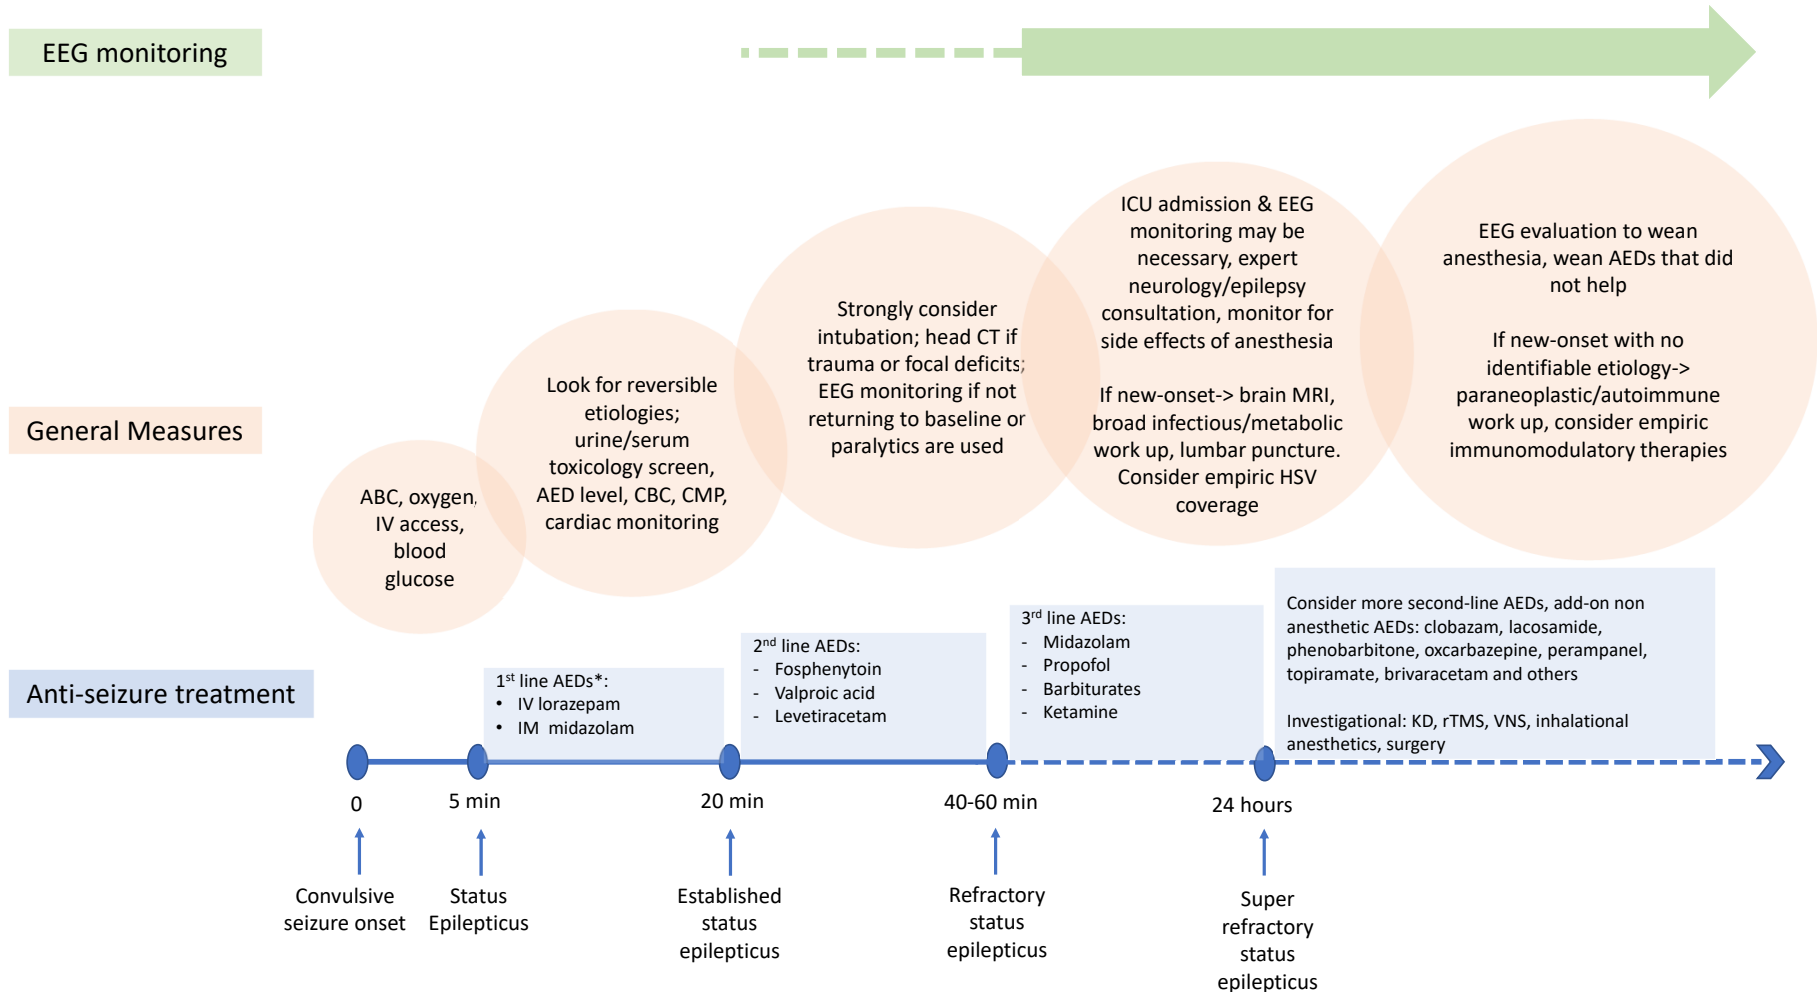 EEG monitoring
General Measures
ABC, oxygen,
IV access,
blood
glucose
Look for reversible
etiologies;
urine/serum
toxicology screen,
AED level, CBC, CMP,
cardiac monitoring
Strongly consider
intubation; head CT if
trauma or focal deficits;
EEG monitoring if not
returning to baseline or
paralytics are used
ICU admission & EEG
monitoring may be
necessary, expert
neurology/epilepsy
consultation, monitor for
side effects of anesthesia
If new-onset-> brain MRI,
broad infectious/metabolic
work up, lumbar puncture.
Consider empiric HSV
coverage
EEG evaluation to wean
anesthesia, wean AEDs that did
not help
If new-onset with no
identifiable etiology->
paraneoplastic/autoimmune
work up, consider empiric
immunomodulatory therapies
Anti-seizure treatment
1st line AEDs*:
• IV lorazepam
• IM midazolam
2nd line AEDs:
- Fosphenytoin
- Valproic acid
- Levetiracetam
3rd line AEDs:
- Midazolam
- Propofol
- Barbiturates
- Ketamine
Consider more second-line AEDs, add-on non
anesthetic AEDs: clobazam, lacosamide,
phenobarbitone, oxcarbazepine, perampanel,
topiramate, brivaracetam and others
Investigational: KD, rTMS, VNS, inhalational
anesthetics, surgery
0
5 min
20 min
40-60 min
24 hours
Convulsive
seizure onset
Status
Epilepticus
Established
status
epilepticus
Refractory
status
epilepticus
Super
refractory
status
epilepticus